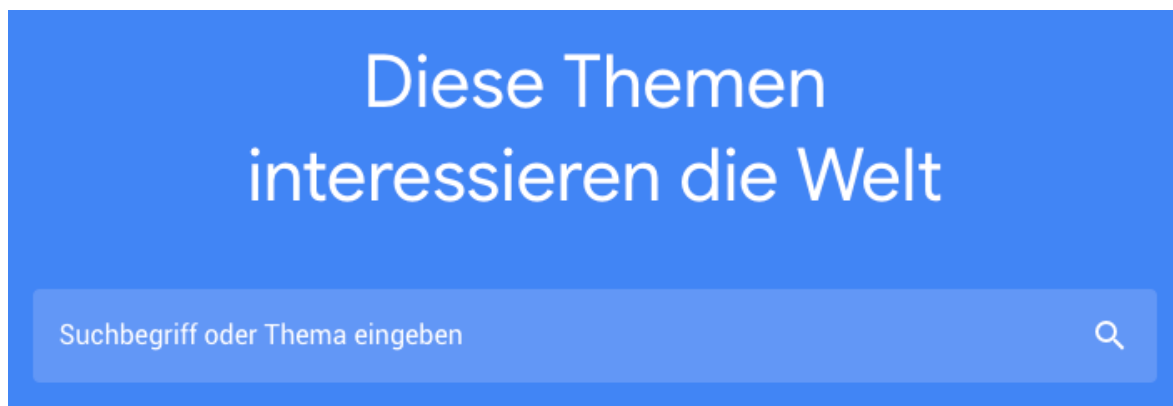 Diese Themen
interessieren die Welt
Suchbegriff oder Thema eingeben